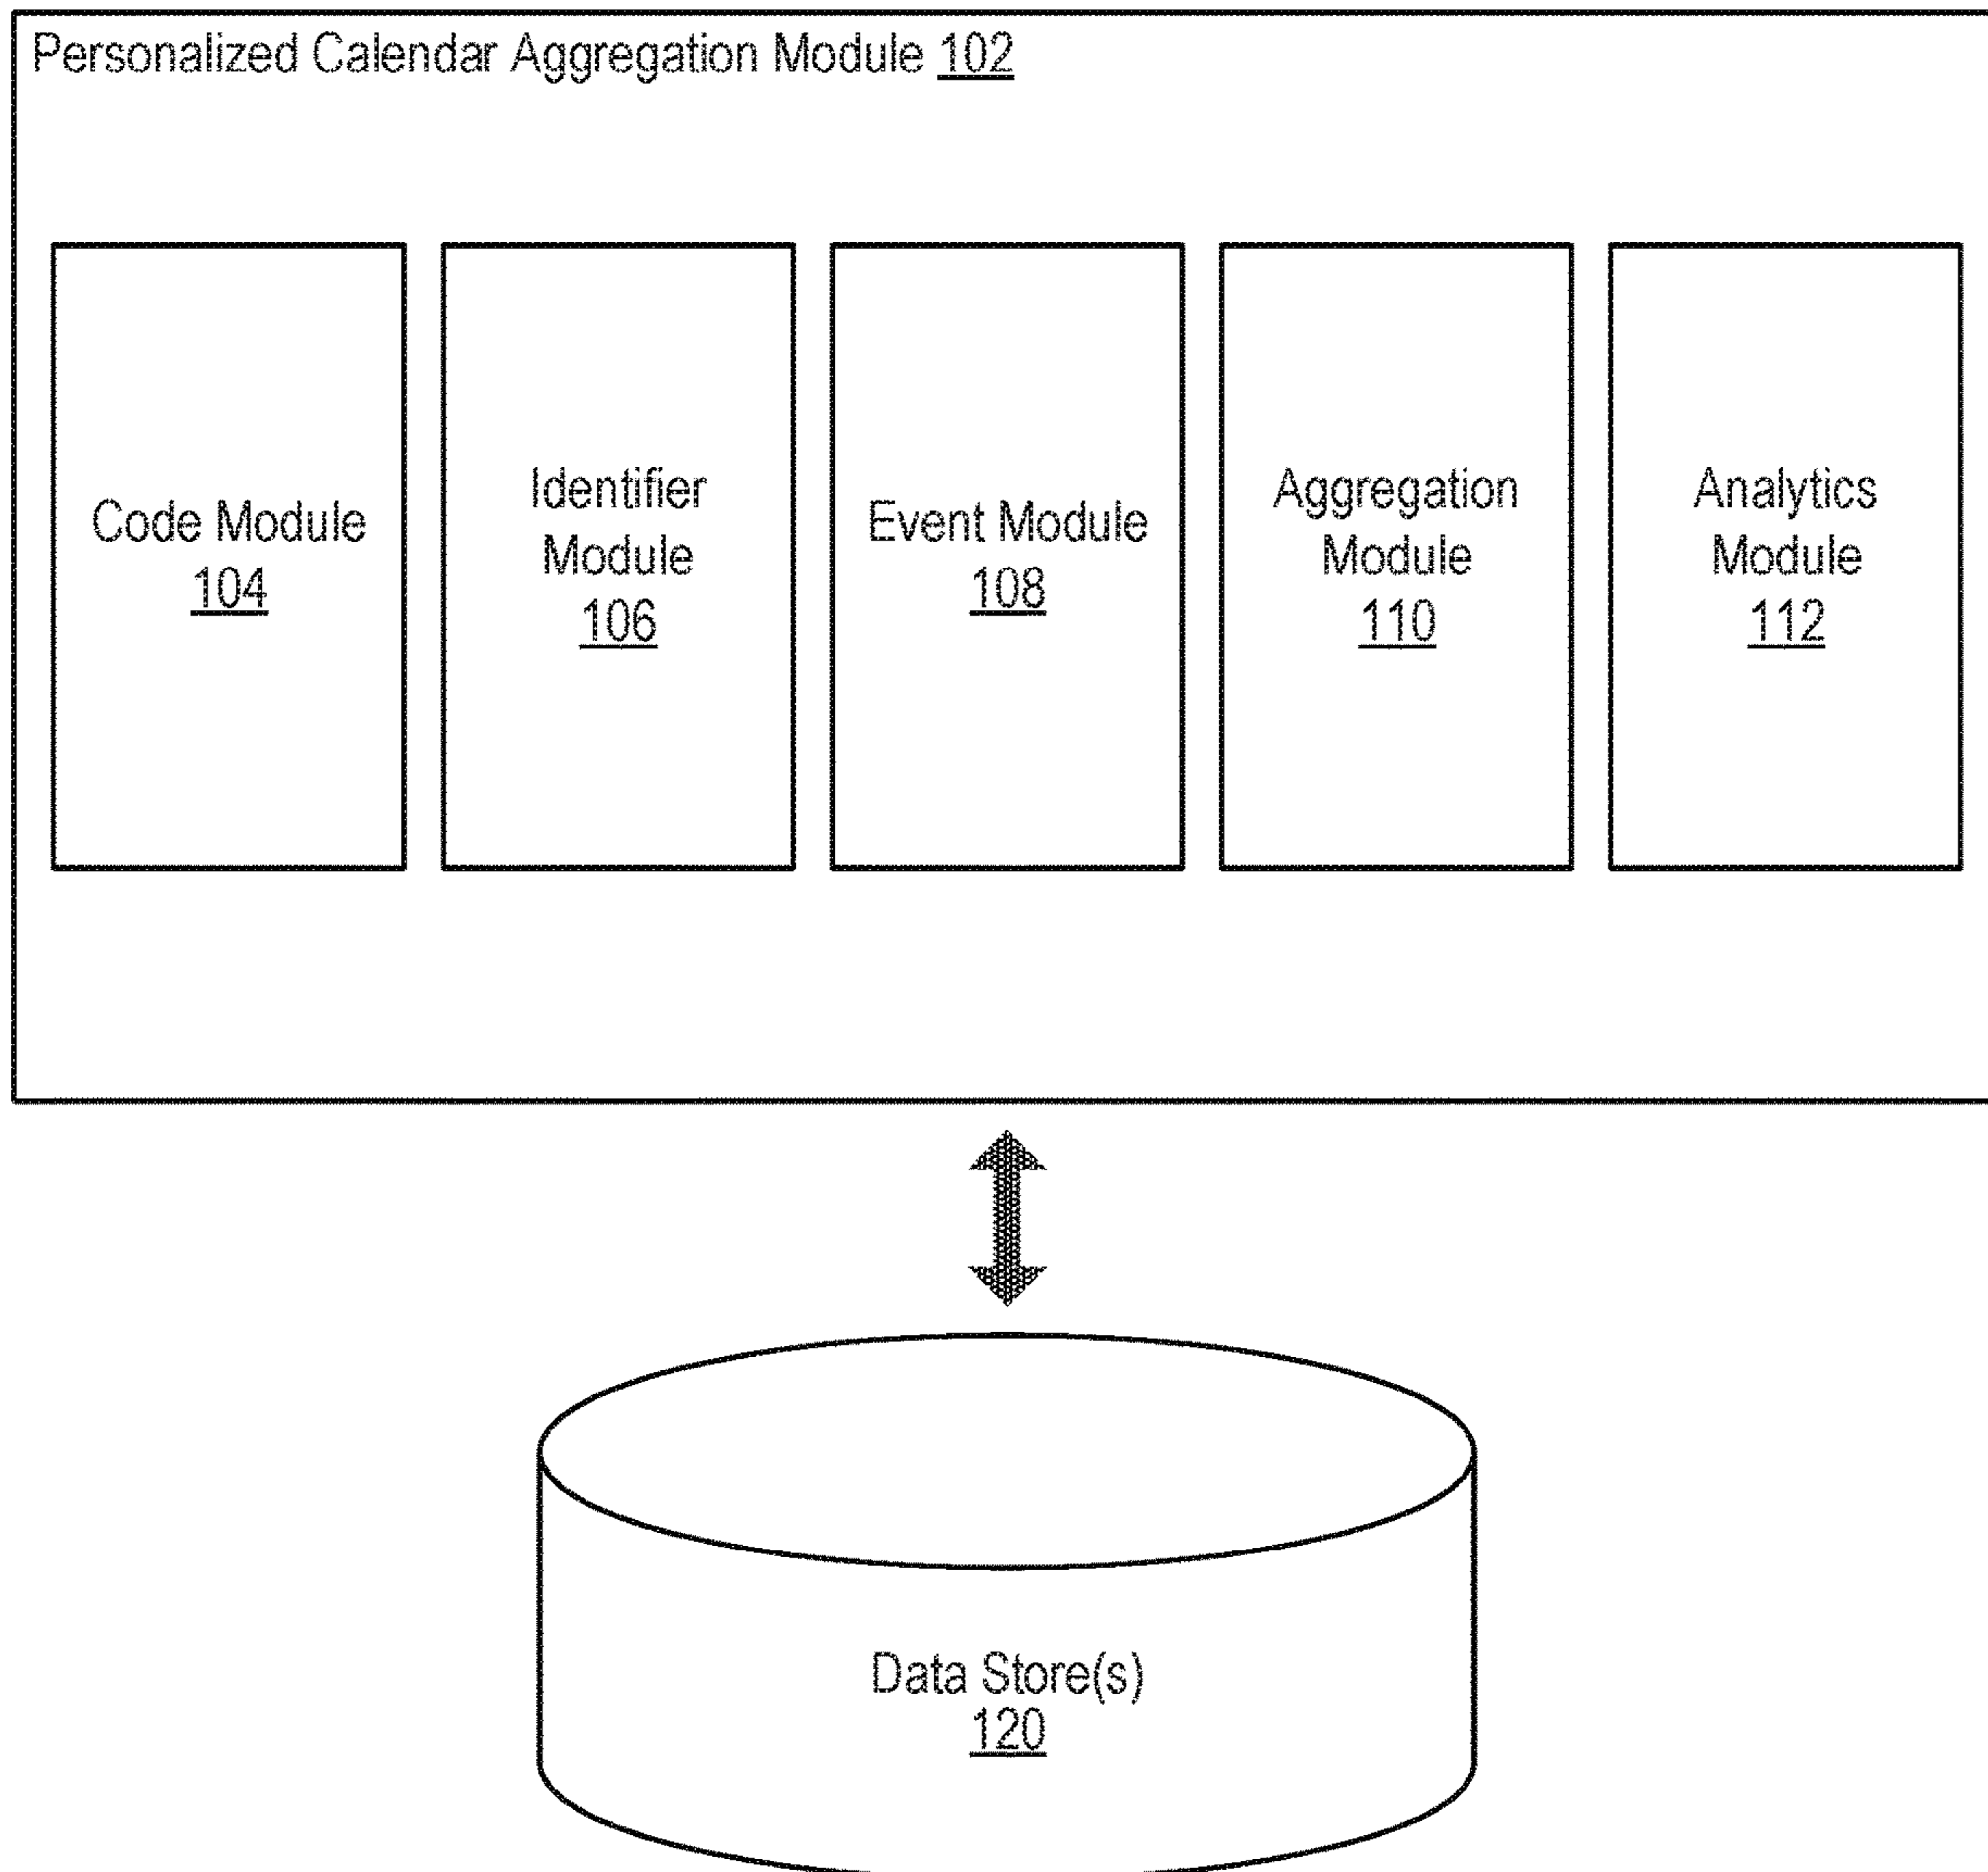 Personalized Calendar Aggregation Module 102
Code Module
104
Identifier
Module
106
Event Module
108
Aggregation
Module
110
Analytics
Module
112
Data Store(s)
120